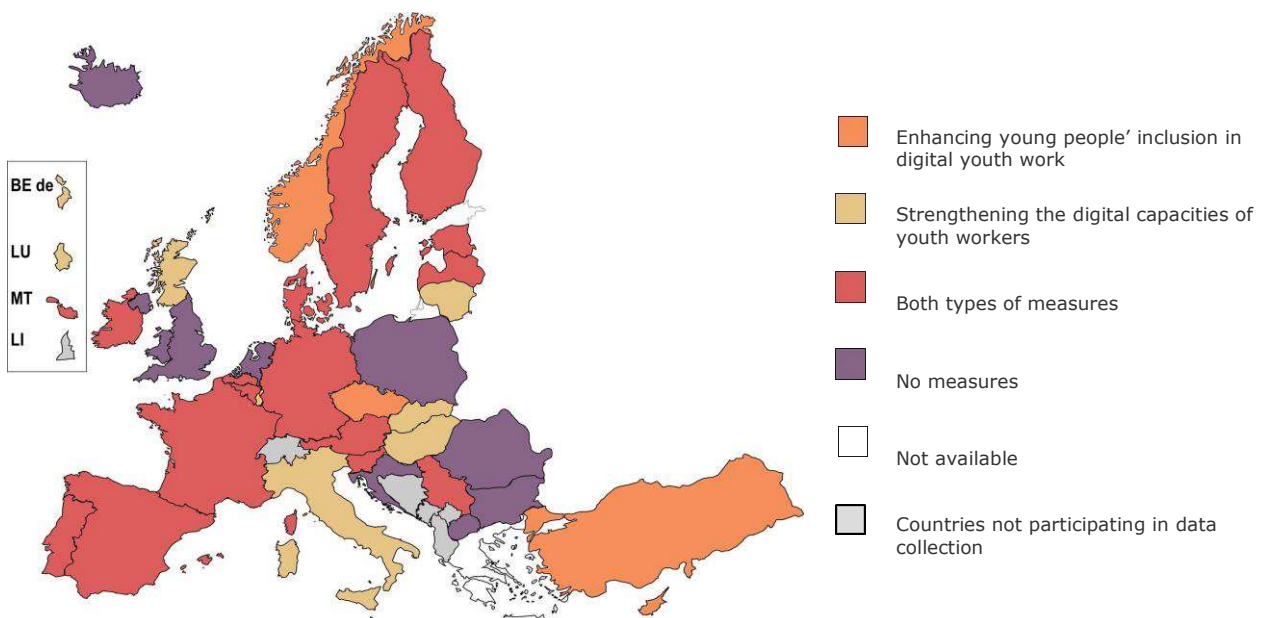 BE de
LU
MT
LI
Enhancing young people’ inclusion in
digital youth work
Strengthening the digital capacities of
youth workers
Both types of measures
No measures
Not available
Countries not participating in data
collection